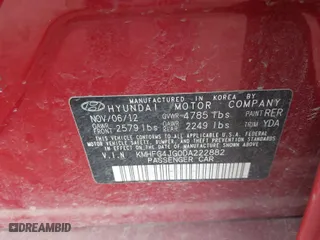 MANUFACTURED IN KOREA BY
HYUNDAI MOTOR COMPANY
NOV/06/12 GVWR 4785 lbs PAINT RER
GAWR FRONT 2579 lbs GAWR REAR 2249 lbs TRIM YDA
THIS VEHICLE CONFORMS TO ALL APPLICABLE U.S.
FEDERAL MOTOR VEHICLE SAFETY, BUMPER, AND THEFT
PREVENTION STANDARDS IN EFFECT ON THE DATE OF
MANUFACTURE SHOWN ABOVE.
V.I.N KMHFG4JG0DA222882
PASSENGER CAR